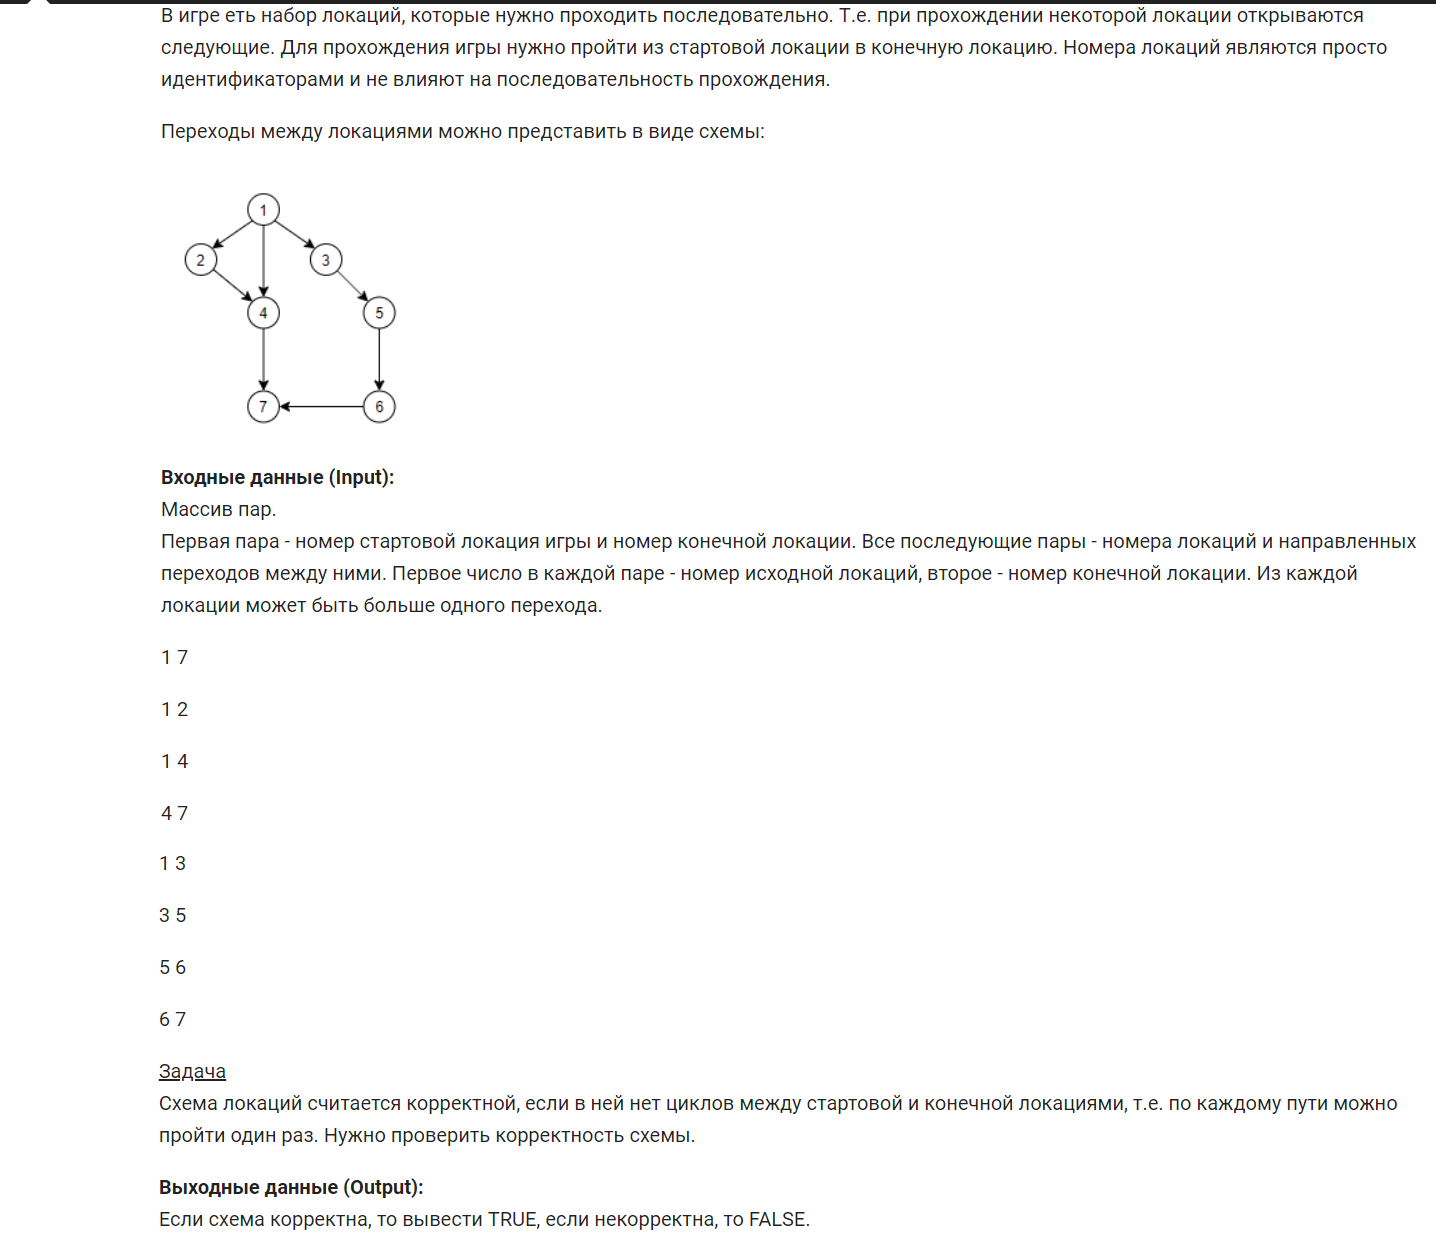 В игре еть набор локаций, которые нужно проходить последовательно. Т.е. при прохождении некоторой локации открываются
следующие. Для прохождения игры нужно пройти из стартовой локации в конечную локацию. Номера локаций являются просто
идентификаторами и не влияют на последовательность прохождения.
Переходы между локациями можно представить в виде схемы:
1
2
3
4
5
7
6
Входные данные (Input):
Массив пар.
Первая пара - номер стартовой локация игры и номер конечной локации. Все последующие пары - номера локаций и направленных
переходов между ними. Первое число в каждой паре - номер исходной локаций, второе - номер конечной локации. Из каждой
локации может быть больше одного перехода.
1 7
1 2
1 4
4 7
1 3
3 5
5 6
6 7
Задача
Схема локаций считается корректной, если в ней нет циклов между стартовой и конечной локациями, т.е. по каждому пути можно
пройти один раз. Нужно проверить корректность схемы.
Выходные данные (Output):
Если схема корректна, то вывести TRUE, если некорректна, то FALSE.